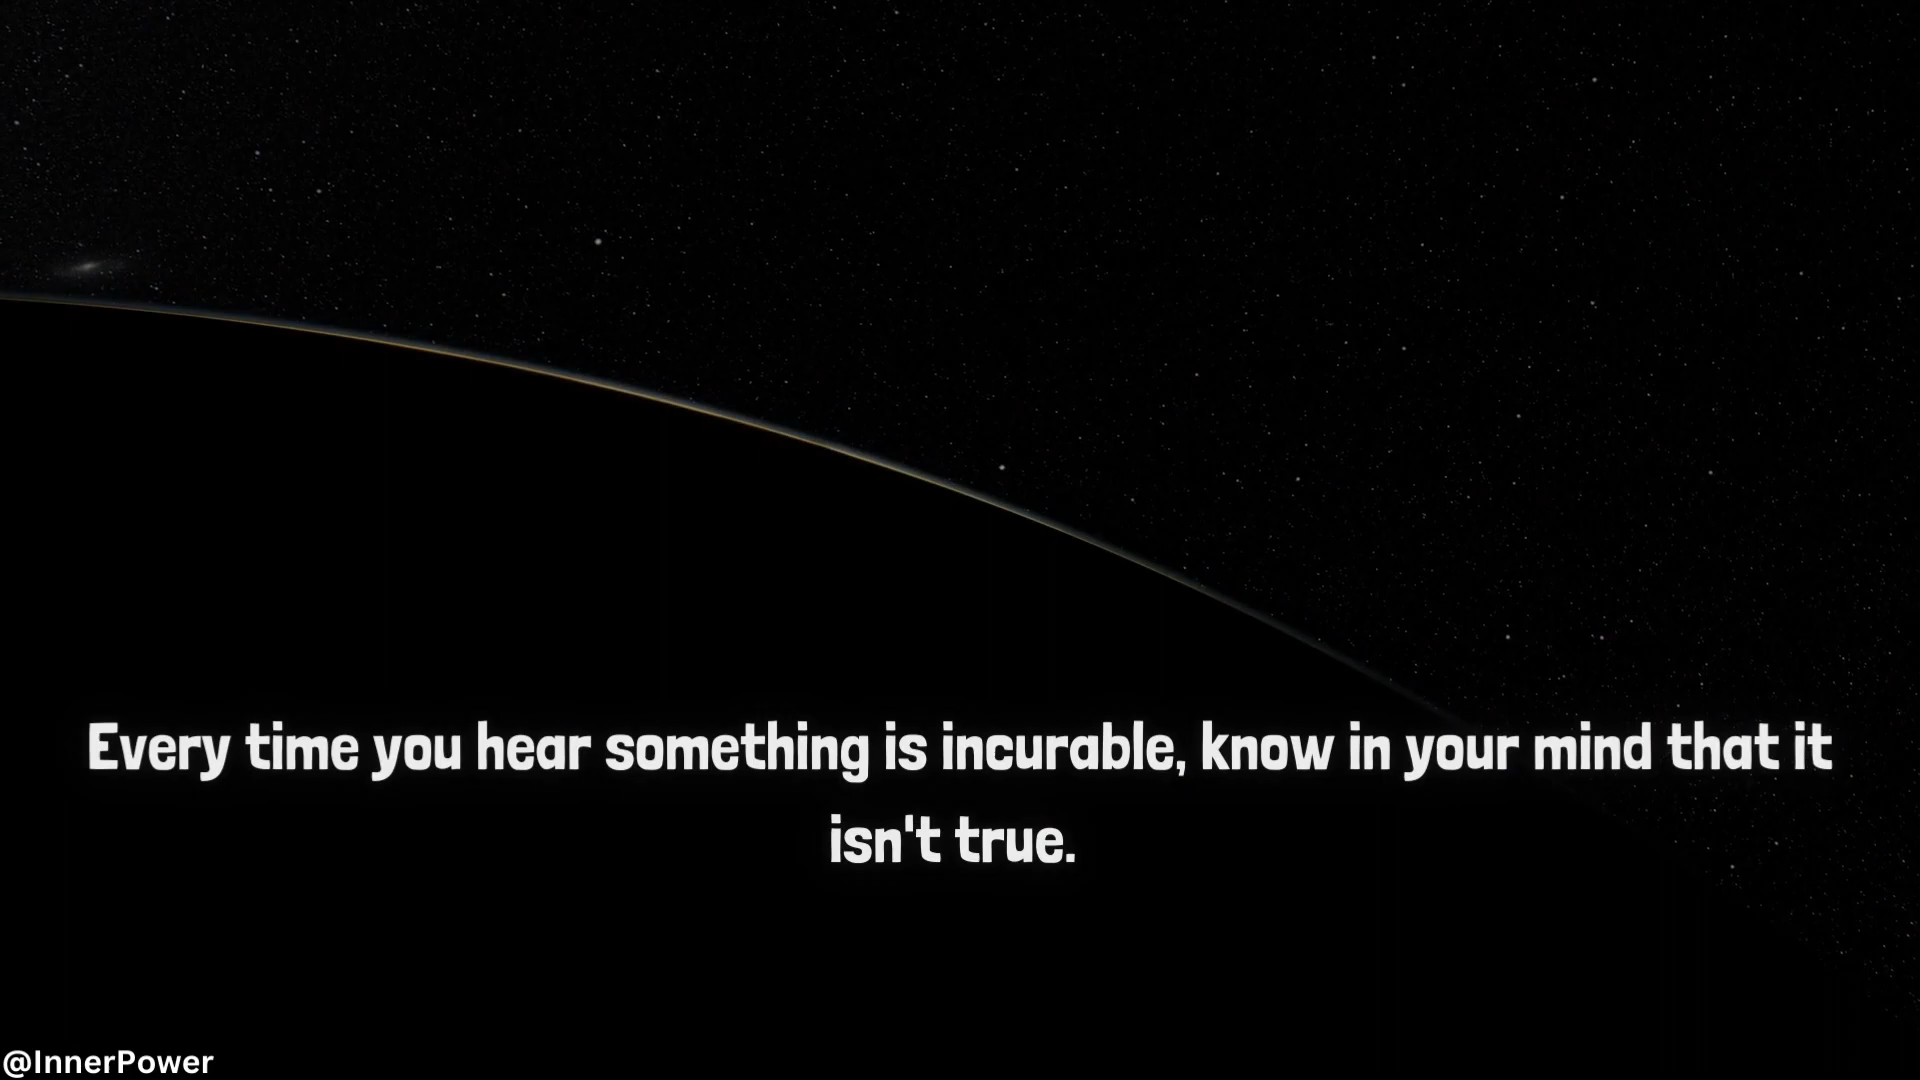 Every time you hear something is incurable, know in your mind that it
isn't true.
@InnerPower